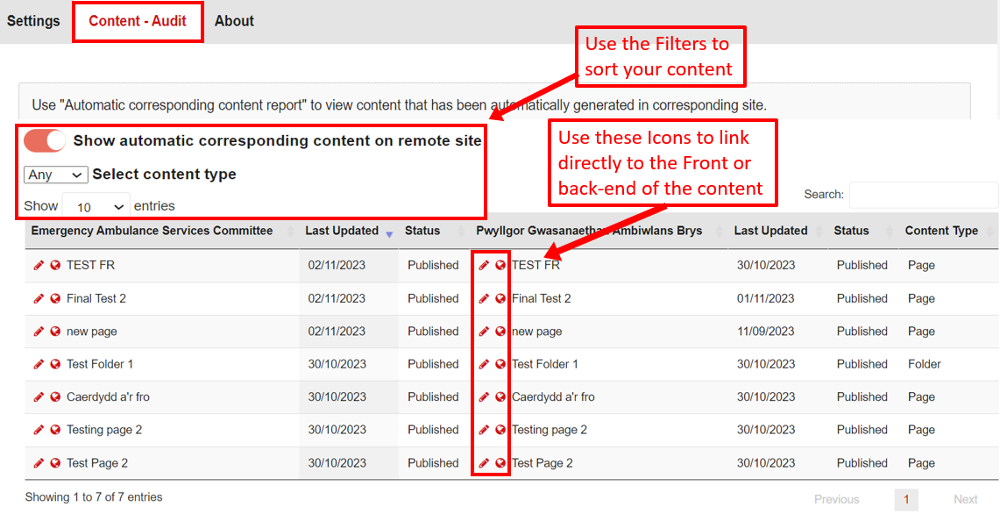 Settings Content - Audit About
Use the Filters to
sort your content
Use "Automatic corresponding content report" to view content that has been automatically generated in corresponding site.
Show automatic corresponding content on remote site
Use these Icons to link
directly to the Front or
back-end of the content
Any Select content type
Show 10 entries
Search:
Emergency Ambulance Services Committee Last Updated Status Pwyllgor Gwasanaethau Ambiwlans Brys Last Updated Status Content Type
TEST FR 02/11/2023 Published TEST FR 30/10/2023 Published Page
Final Test 2 02/11/2023 Published Final Test 2 01/11/2023 Published Page
new page 02/11/2023 Published new page 11/09/2023 Published Page
Test Folder 1 30/10/2023 Published Test Folder 1 30/10/2023 Published Folder
Caerdydd a'r fro 30/10/2023 Published Caerdydd a'r fro 30/10/2023 Published Page
Testing page 2 30/10/2023 Published Testing page 2 30/10/2023 Published Page
Test Page 2 30/10/2023 Published Test Page 2 30/10/2023 Published Page
Showing 1 to 7 of 7 entries
Previous 1 Next